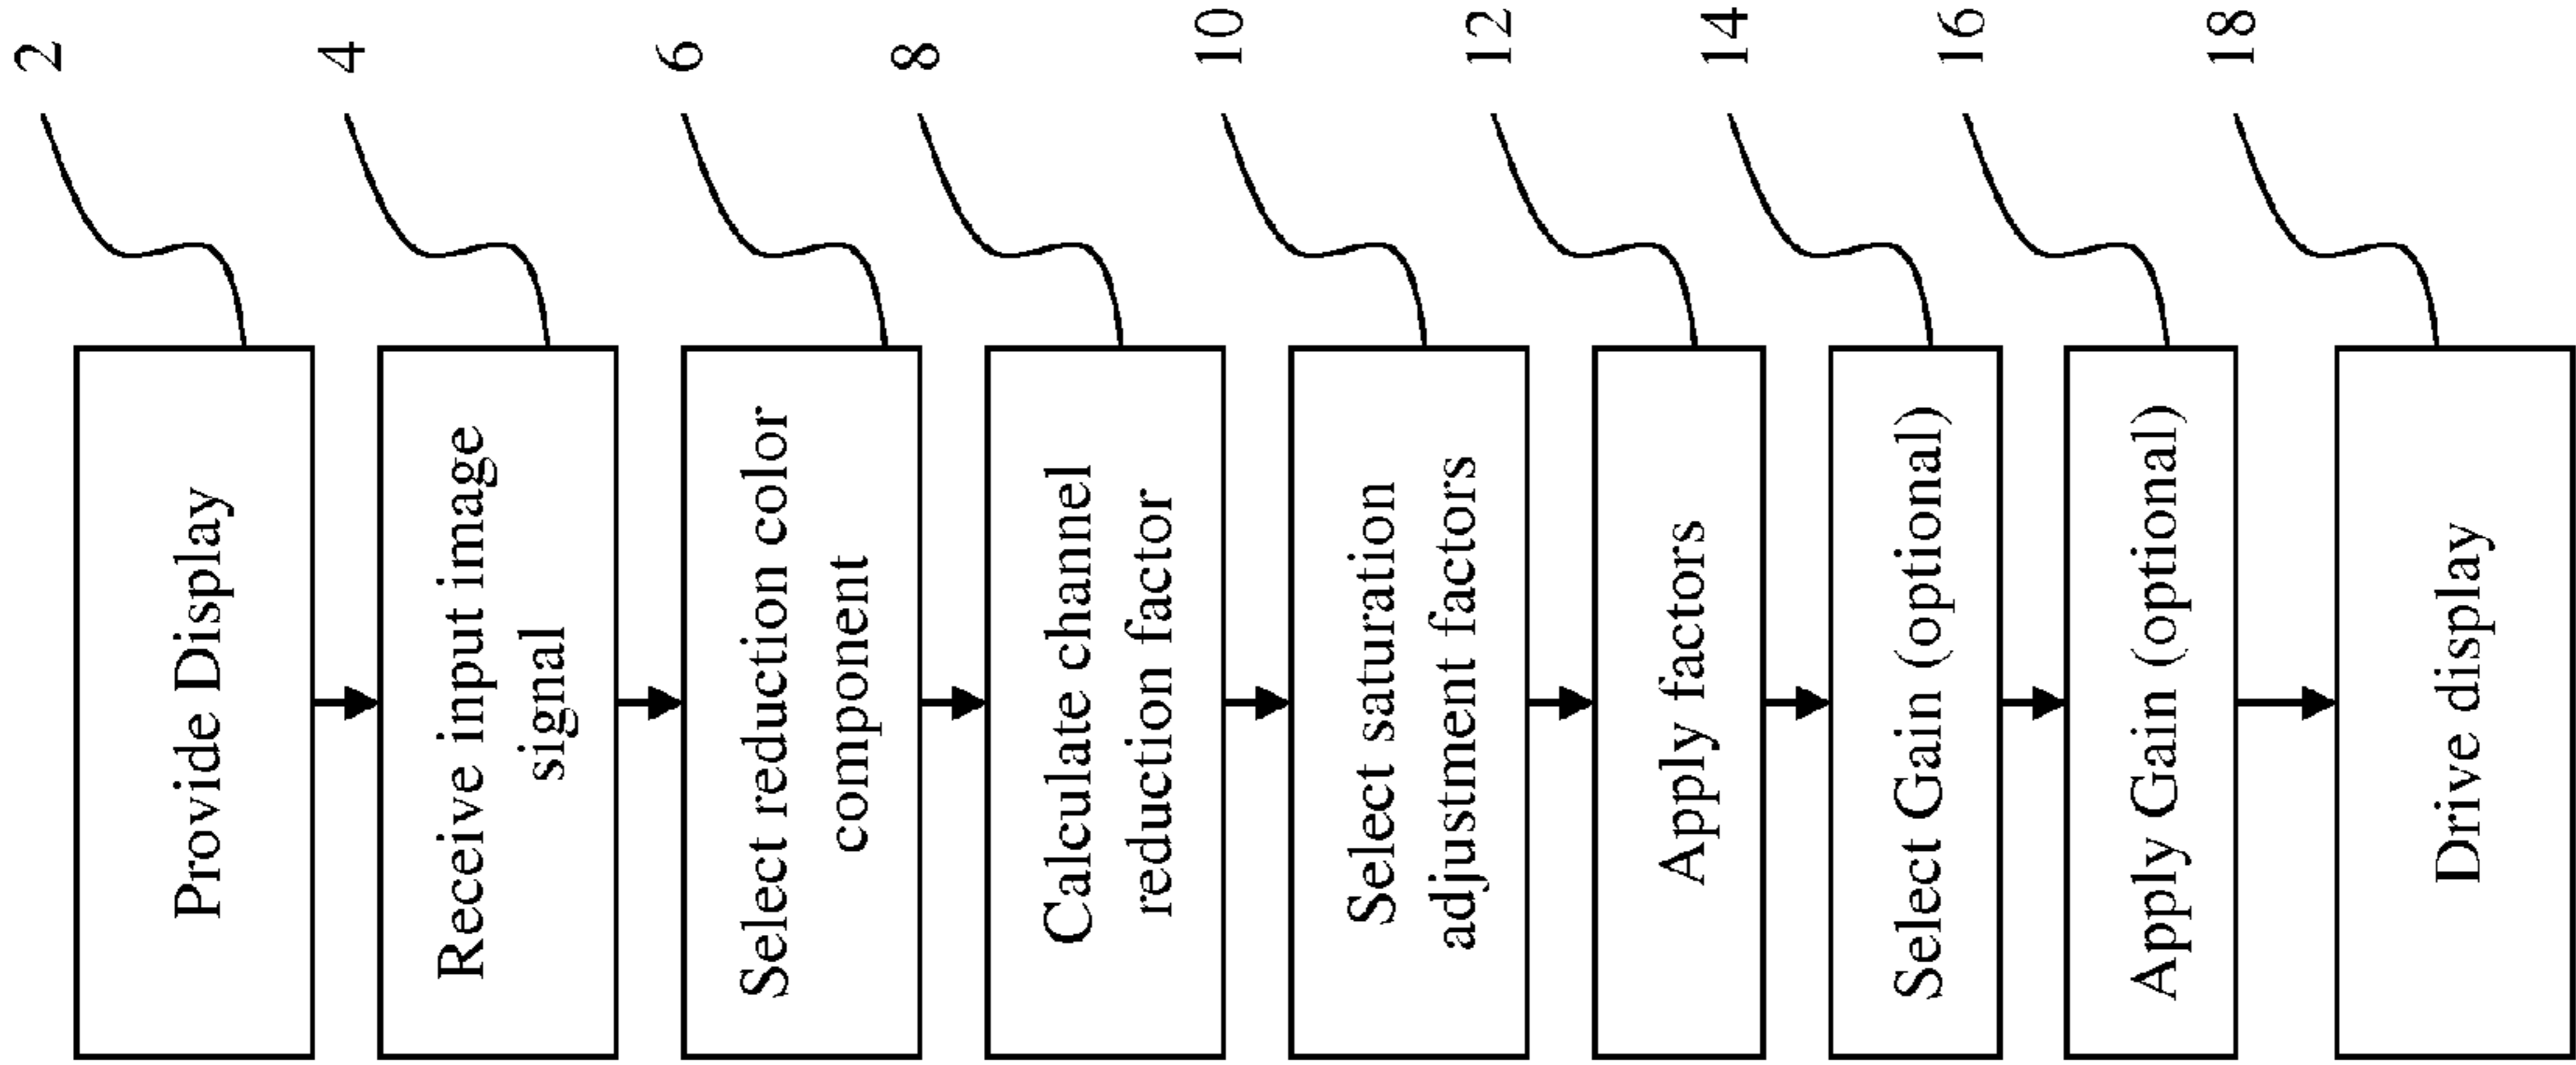 Provide Display
2
Receive input image
signal
4
Select reduction color
component
6
Calculate channel
reduction factor
8
Select saturation
adjustment factors
10
Apply factors
12
Select Gain (optional)
14
Apply Gain (optional)
16
Drive display
18